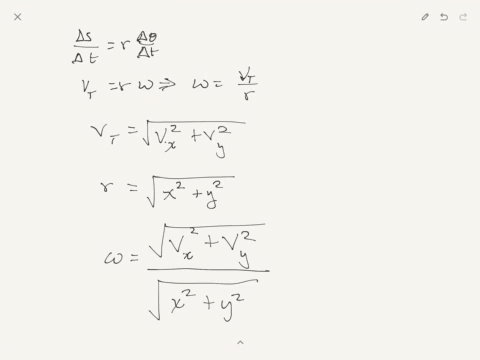 Δs/Δt = r Δθ/Δt
V_T = r ω ⇒ ω = V_T/r
V_T = √(V_x² + V_y²)
r = √(x² + y²)
ω = √(V_x² + V_y²)/√(x² + y²)